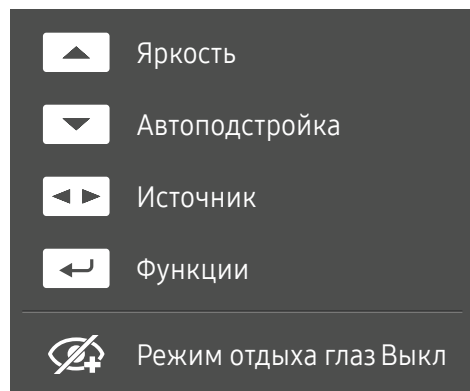 Яркость
Автоподстройка
Источник
Функции
Режим отдыха глаз Выкл